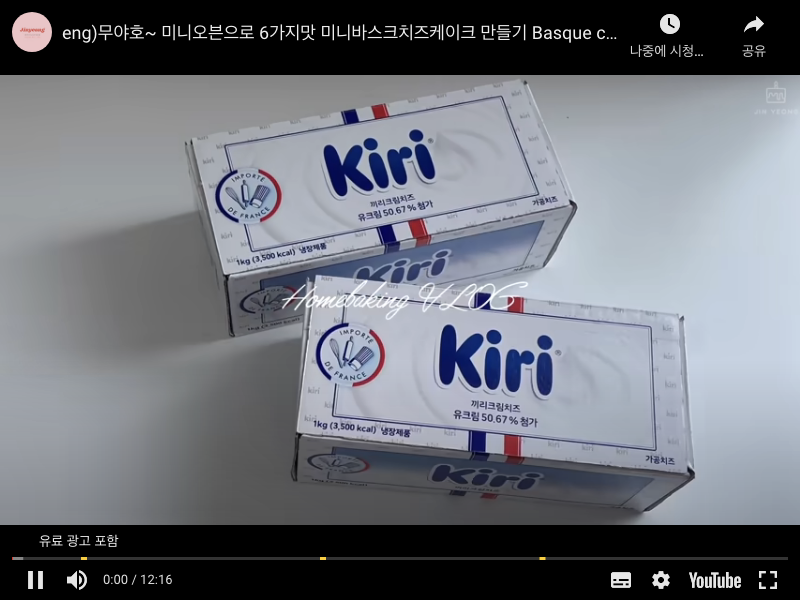 Jinyeong
eng)무야호~ 미니오븐으로 6가지맛 미니바스크치즈케이크 만들기 Basque c...
나중에 시청...
공유
JIN YEONG
Kiri
IMPORTÉ
DE FRANCE
끼리크림치즈
유크림 50.67% 첨가
가공치즈
1kg (3,500 kcal) 냉장제품
Kiri
Homebaking VLOG
Kiri
IMPORTÉ
DE FRANCE
끼리크림치즈
유크림 50.67% 첨가
1kg (3,500 kcal) 냉장제품
가공치즈
Kiri
유료 광고 포함
0:00 / 12:16
YouTube